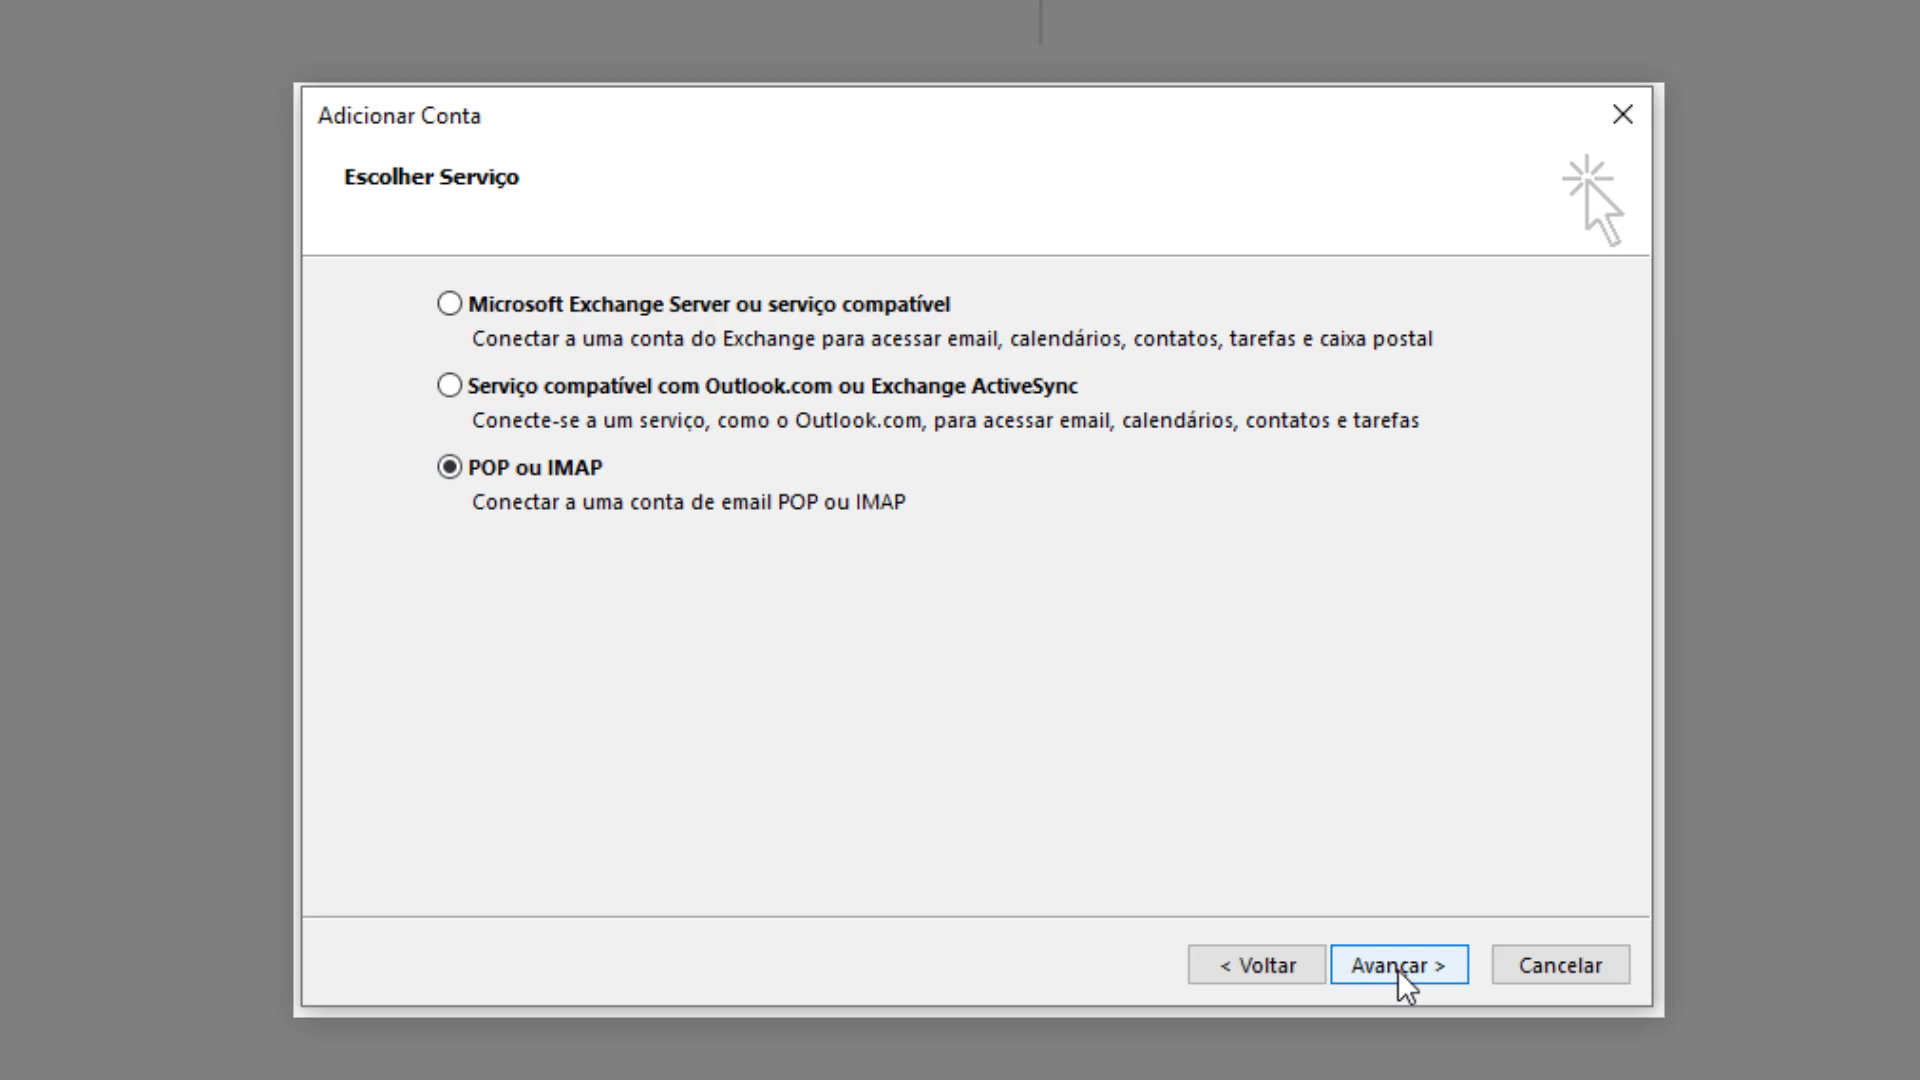 Adicionar Conta
Escolher Serviço
Microsoft Exchange Server ou serviço compatível
Conectar a uma conta do Exchange para acessar email, calendários, contatos, tarefas e caixa postal
Serviço compatível com Outlook.com ou Exchange ActiveSync
Conecte-se a um serviço, como o Outlook.com, para acessar email, calendários, contatos e tarefas
POP ou IMAP
Conectar a uma conta de email POP ou IMAP
< Voltar Avançar > Cancelar